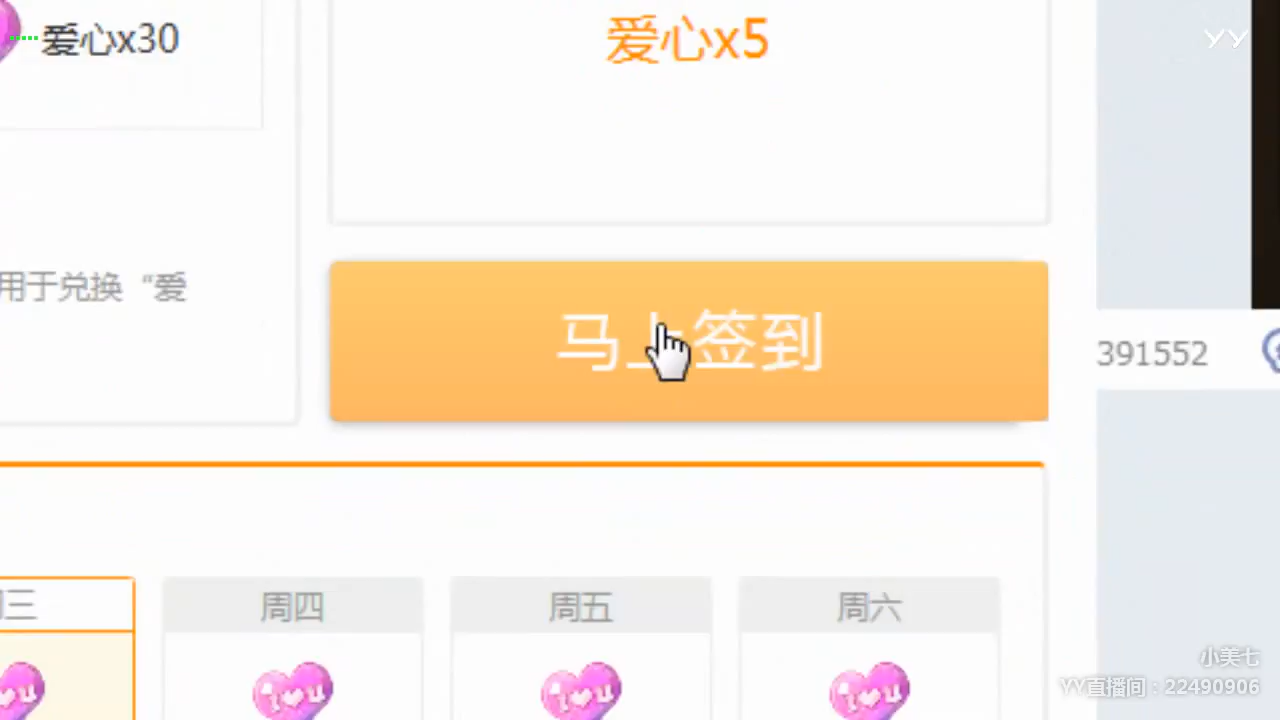 爱心x30
爱心x5
YY
用于兑换“爱
马上签到
391552
周三
周四
周五
周六
i♥u
i♥u
i♥u
小美七
YY直播间：22490906